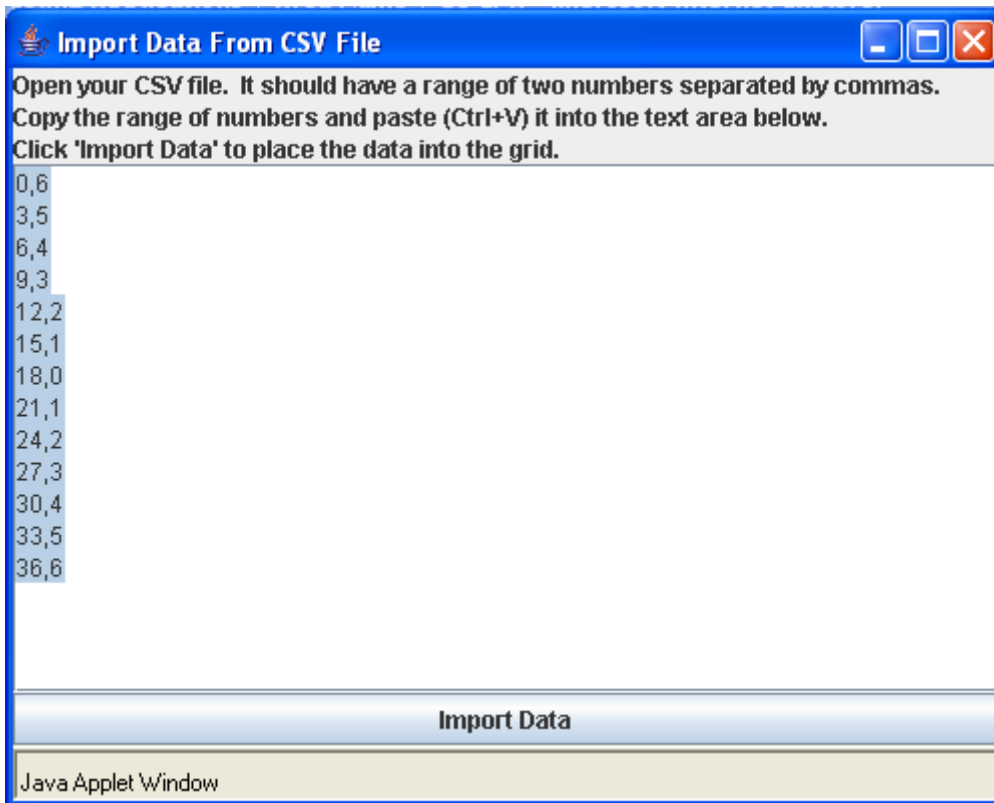 Import Data From CSV File
Open your CSV file.  It should have a range of two numbers separated by commas.
Copy the range of numbers and paste (Ctrl+V) it into the text area below.
Click 'Import Data' to place the data into the grid.
0,6
3,5
6,4
9,3
12,2
15,1
18,0
21,1
24,2
27,3
30,4
33,5
36,6
Import Data
Java Applet Window